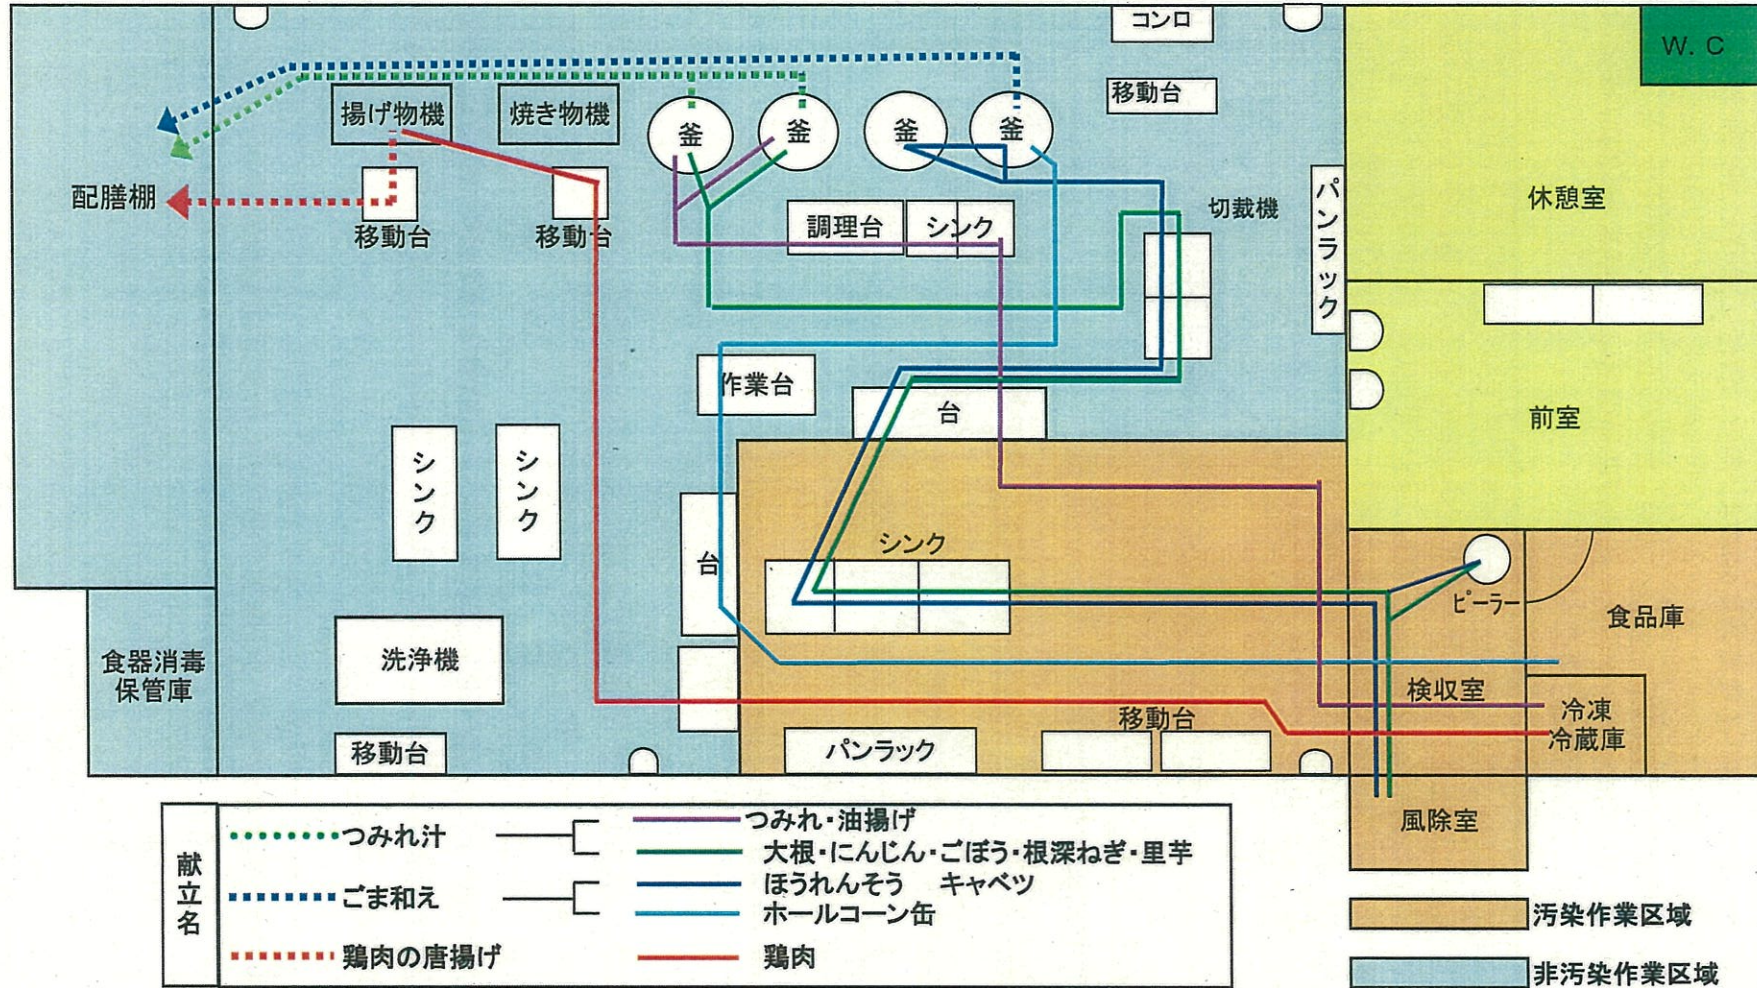 コンロ
W. C
移動台
揚げ物機
焼き物機
釜
釜
釜
釜
配膳棚
移動台
移動台
調理台
シンク
切裁機
パンラック
休憩室
作業台
台
前室
シンク
シンク
台
シンク
ピーラー
食品庫
食器消毒
保管庫
洗浄機
検収室
冷凍
冷蔵庫
移動台
移動台
パンラック
風除室
献立名
つみれ汁
つみれ・油揚げ
大根・にんじん・ごぼう・根深ねぎ・里芋
ごま和え
ほうれんそう　キャベツ
ホールコーン缶
鶏肉の唐揚げ
鶏肉
汚染作業区域
非汚染作業区域